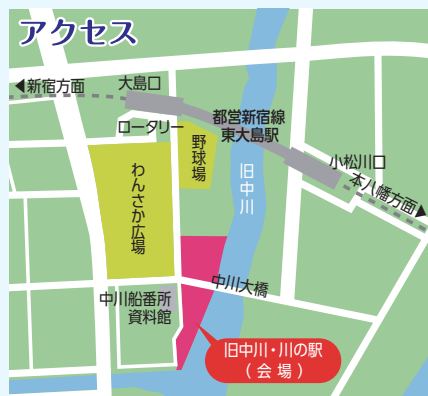 アクセス
◀新宿方面
大島口
ロータリー
都営新宿線
東大島駅
野球場
わんさか広場
旧中川
小松川口
本八幡方面▶
中川大橋
中川船番所
資料館
旧中川・川の駅
(会場)